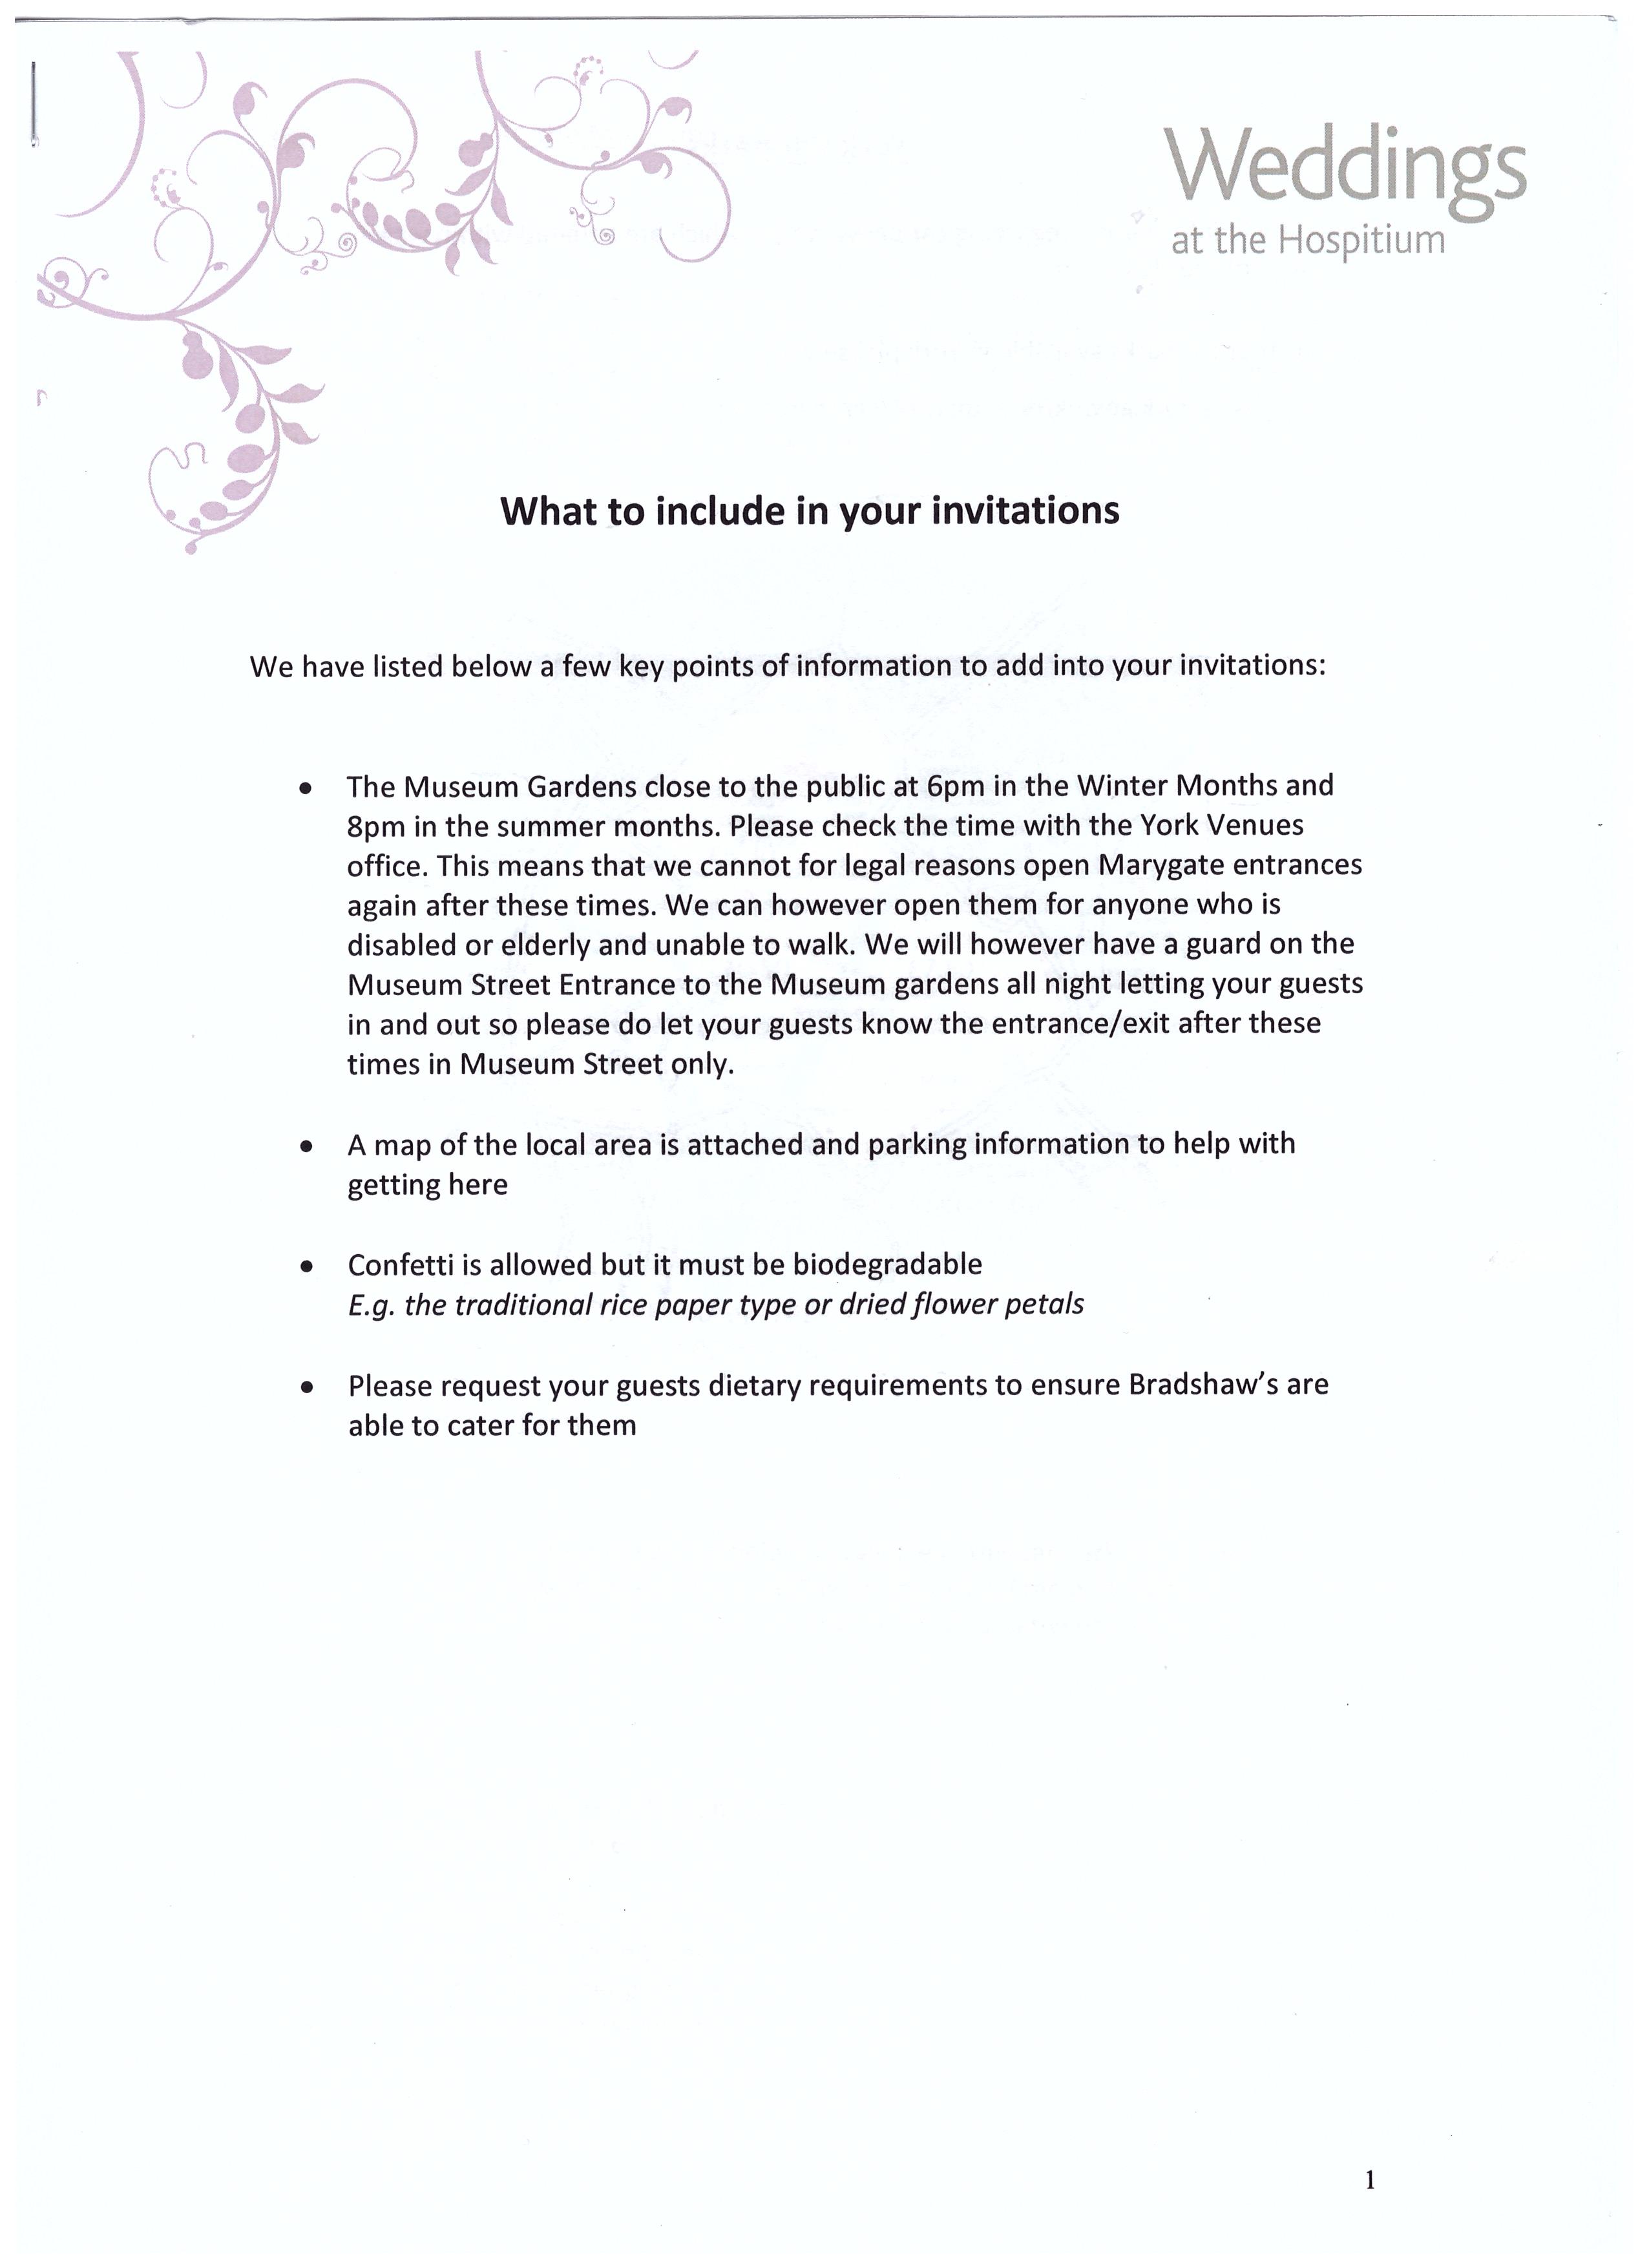 Weddings
at the Hospitium
What to include in your invitations
We have listed below a few key points of information to add into your invitations:
• The Museum Gardens close to the public at 6pm in the Winter Months and
8pm in the summer months. Please check the time with the York Venues
office. This means that we cannot for legal reasons open Marygate entrances
again after these times. We can however open them for anyone who is
disabled or elderly and unable to walk. We will however have a guard on the
Museum Street Entrance to the Museum gardens all night letting your guests
in and out so please do let your guests know the entrance/exit after these
times in Museum Street only.
• A map of the local area is attached and parking information to help with
getting here
• Confetti is allowed but it must be biodegradable
E.g. the traditional rice paper type or dried flower petals
• Please request your guests dietary requirements to ensure Bradshaw's are
able to cater for them
1